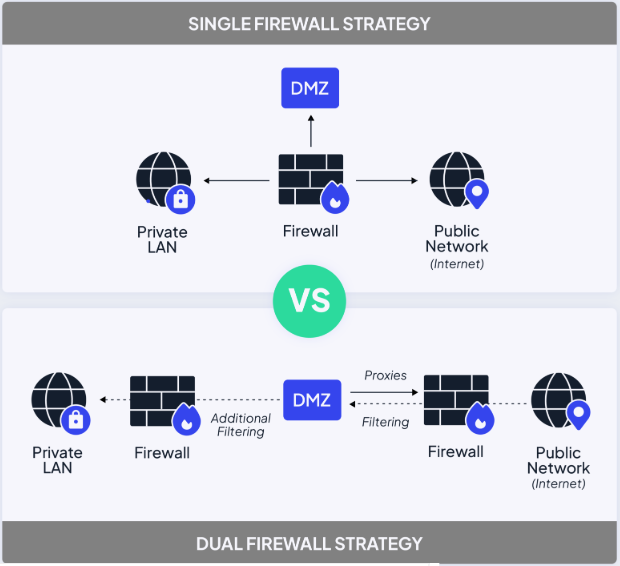 SINGLE FIREWALL STRATEGY
DMZ
Private
LAN
Firewall
Public
Network
(Internet)
VS
Private
LAN
Firewall
Additional
Filtering
DMZ
Proxies
Filtering
Firewall
Public
Network
(Internet)
DUAL FIREWALL STRATEGY